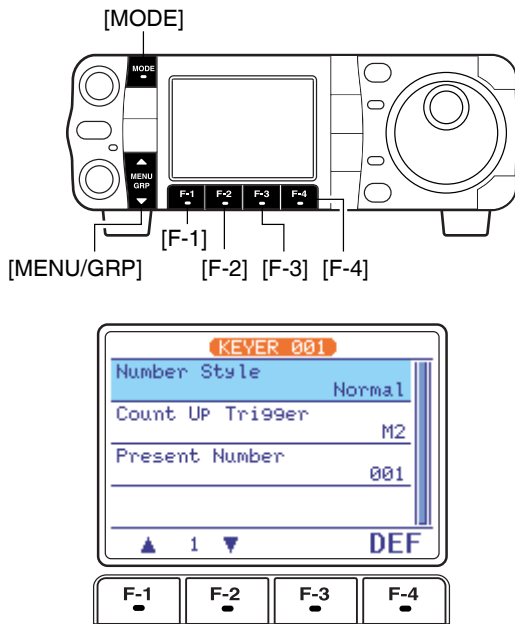 [MODE]
MODE
MENU
GRP
F-1 F-2 F-3 F-4
[F-1]
[MENU/GRP] [F-2] [F-3] [F-4]
KEYER 001
Number Style
Normal
Count Up Trigger
M2
Present Number
001
▲ 1 ▼ DEF
F-1 F-2 F-3 F-4